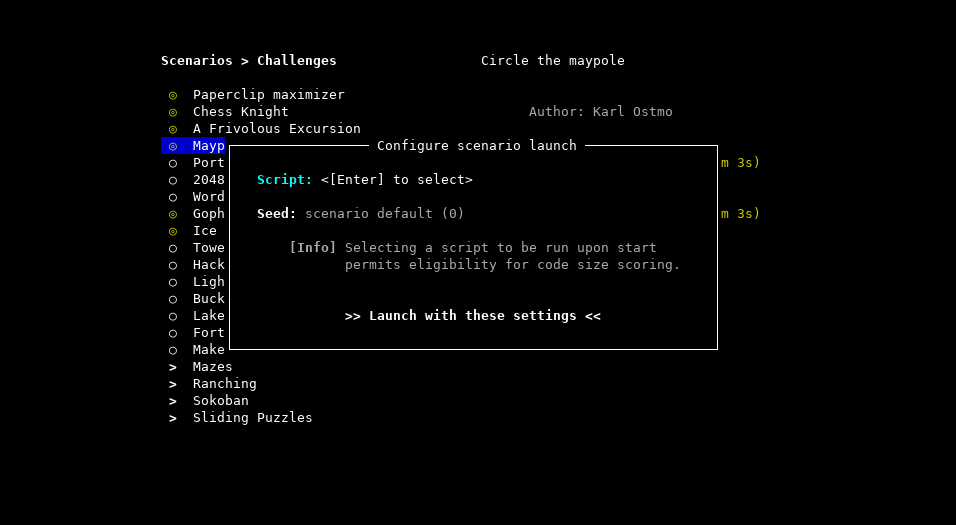 Scenarios > Challenges Circle the maypole
◎ Paperclip maximizer
◎ Chess Knight Author: Karl Ostmo
◎ A Frivolous Excursion
◎ Mayp Configure scenario launch
○ Port m 3s)
○ 2048 Script: <[Enter] to select>
○ Word
◎ Goph Seed: scenario default (0) m 3s)
◎ Ice
○ Towe [Info] Selecting a script to be run upon start
○ Hack permits eligibility for code size scoring.
○ Ligh
○ Buck
○ Lake >> Launch with these settings <<
○ Fort
○ Make
> Mazes
> Ranching
> Sokoban
> Sliding Puzzles